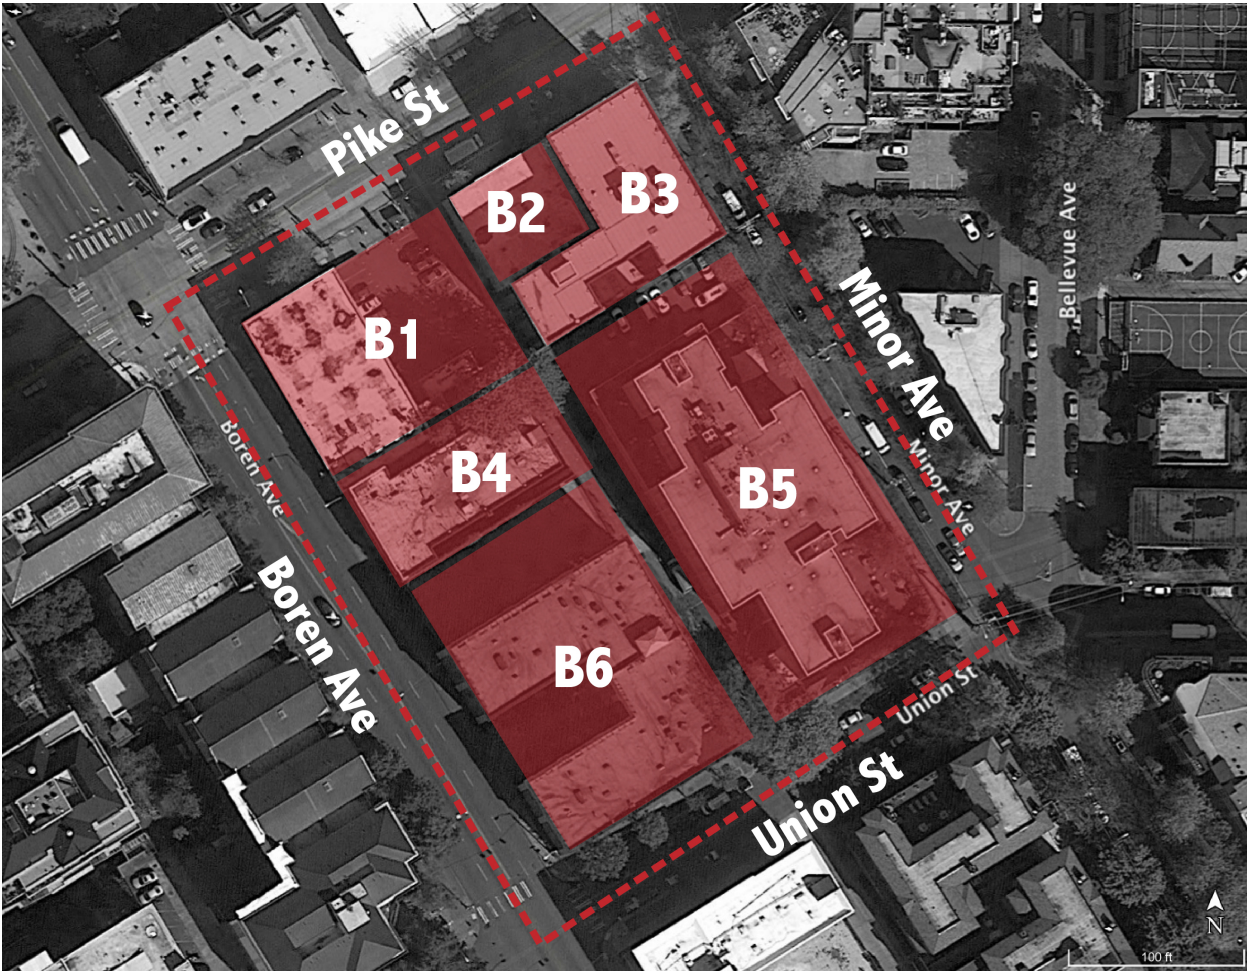 Pike St
B2
B3
Bellevue Ave
B1
Minor Ave
Boren Ave
B4
Minor Ave
B5
Boren Ave
B6
Union St
Union St
N
100 ft